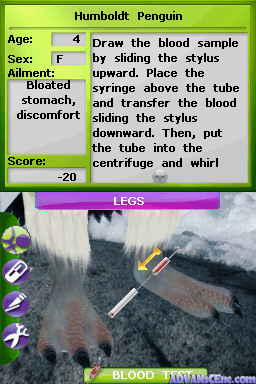 Humboldt Penguin
Age: 4
Sex: F
Ailment:
Bloated
stomach,
discomfort
Score:
-20
Draw the blood sample
by sliding the stylus
upward. Place the
syringe above the tube
and transfer the blood
sliding the stylus
downward. Then, put
the tube into the
centrifuge and whirl
LEGS
BLOOD TEST
ADVANsCEne.com